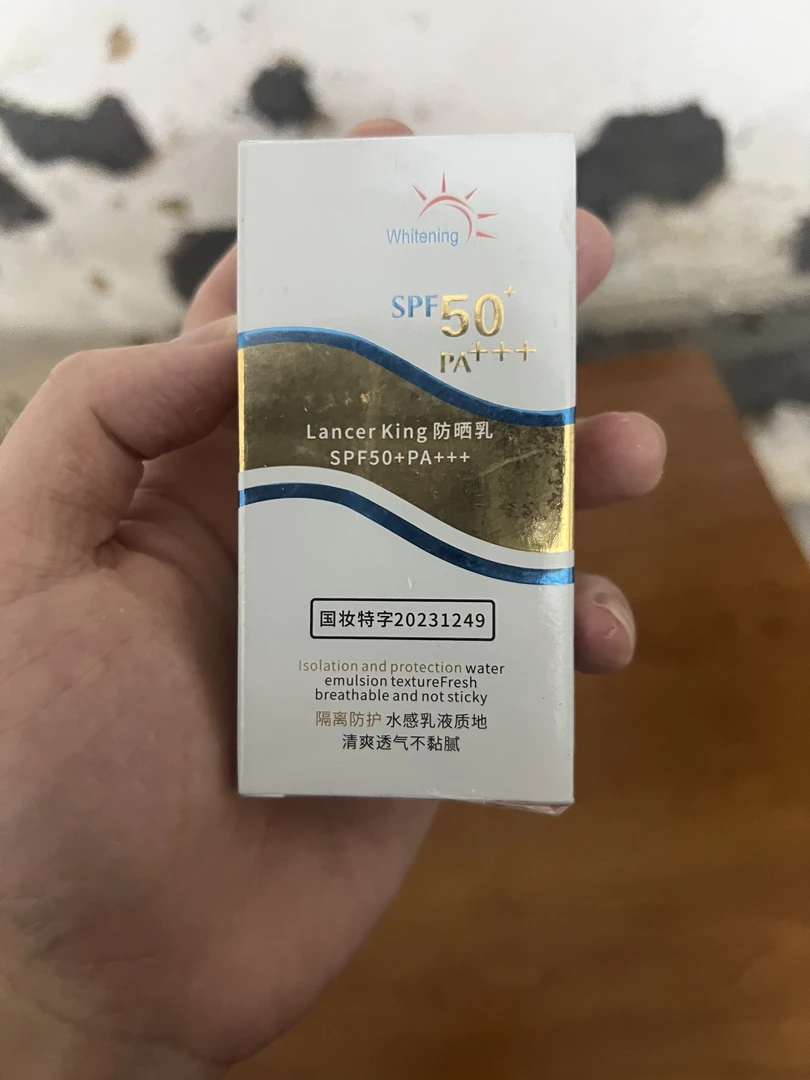 Whitening
SPF50+
PA+++
Lancer King 防晒乳
SPF50+PA+++
国妆特字20231249
Isolation and protection water
emulsion textureFresh
breathable and not sticky
隔离防护 水感乳液质地
清爽透气不黏腻